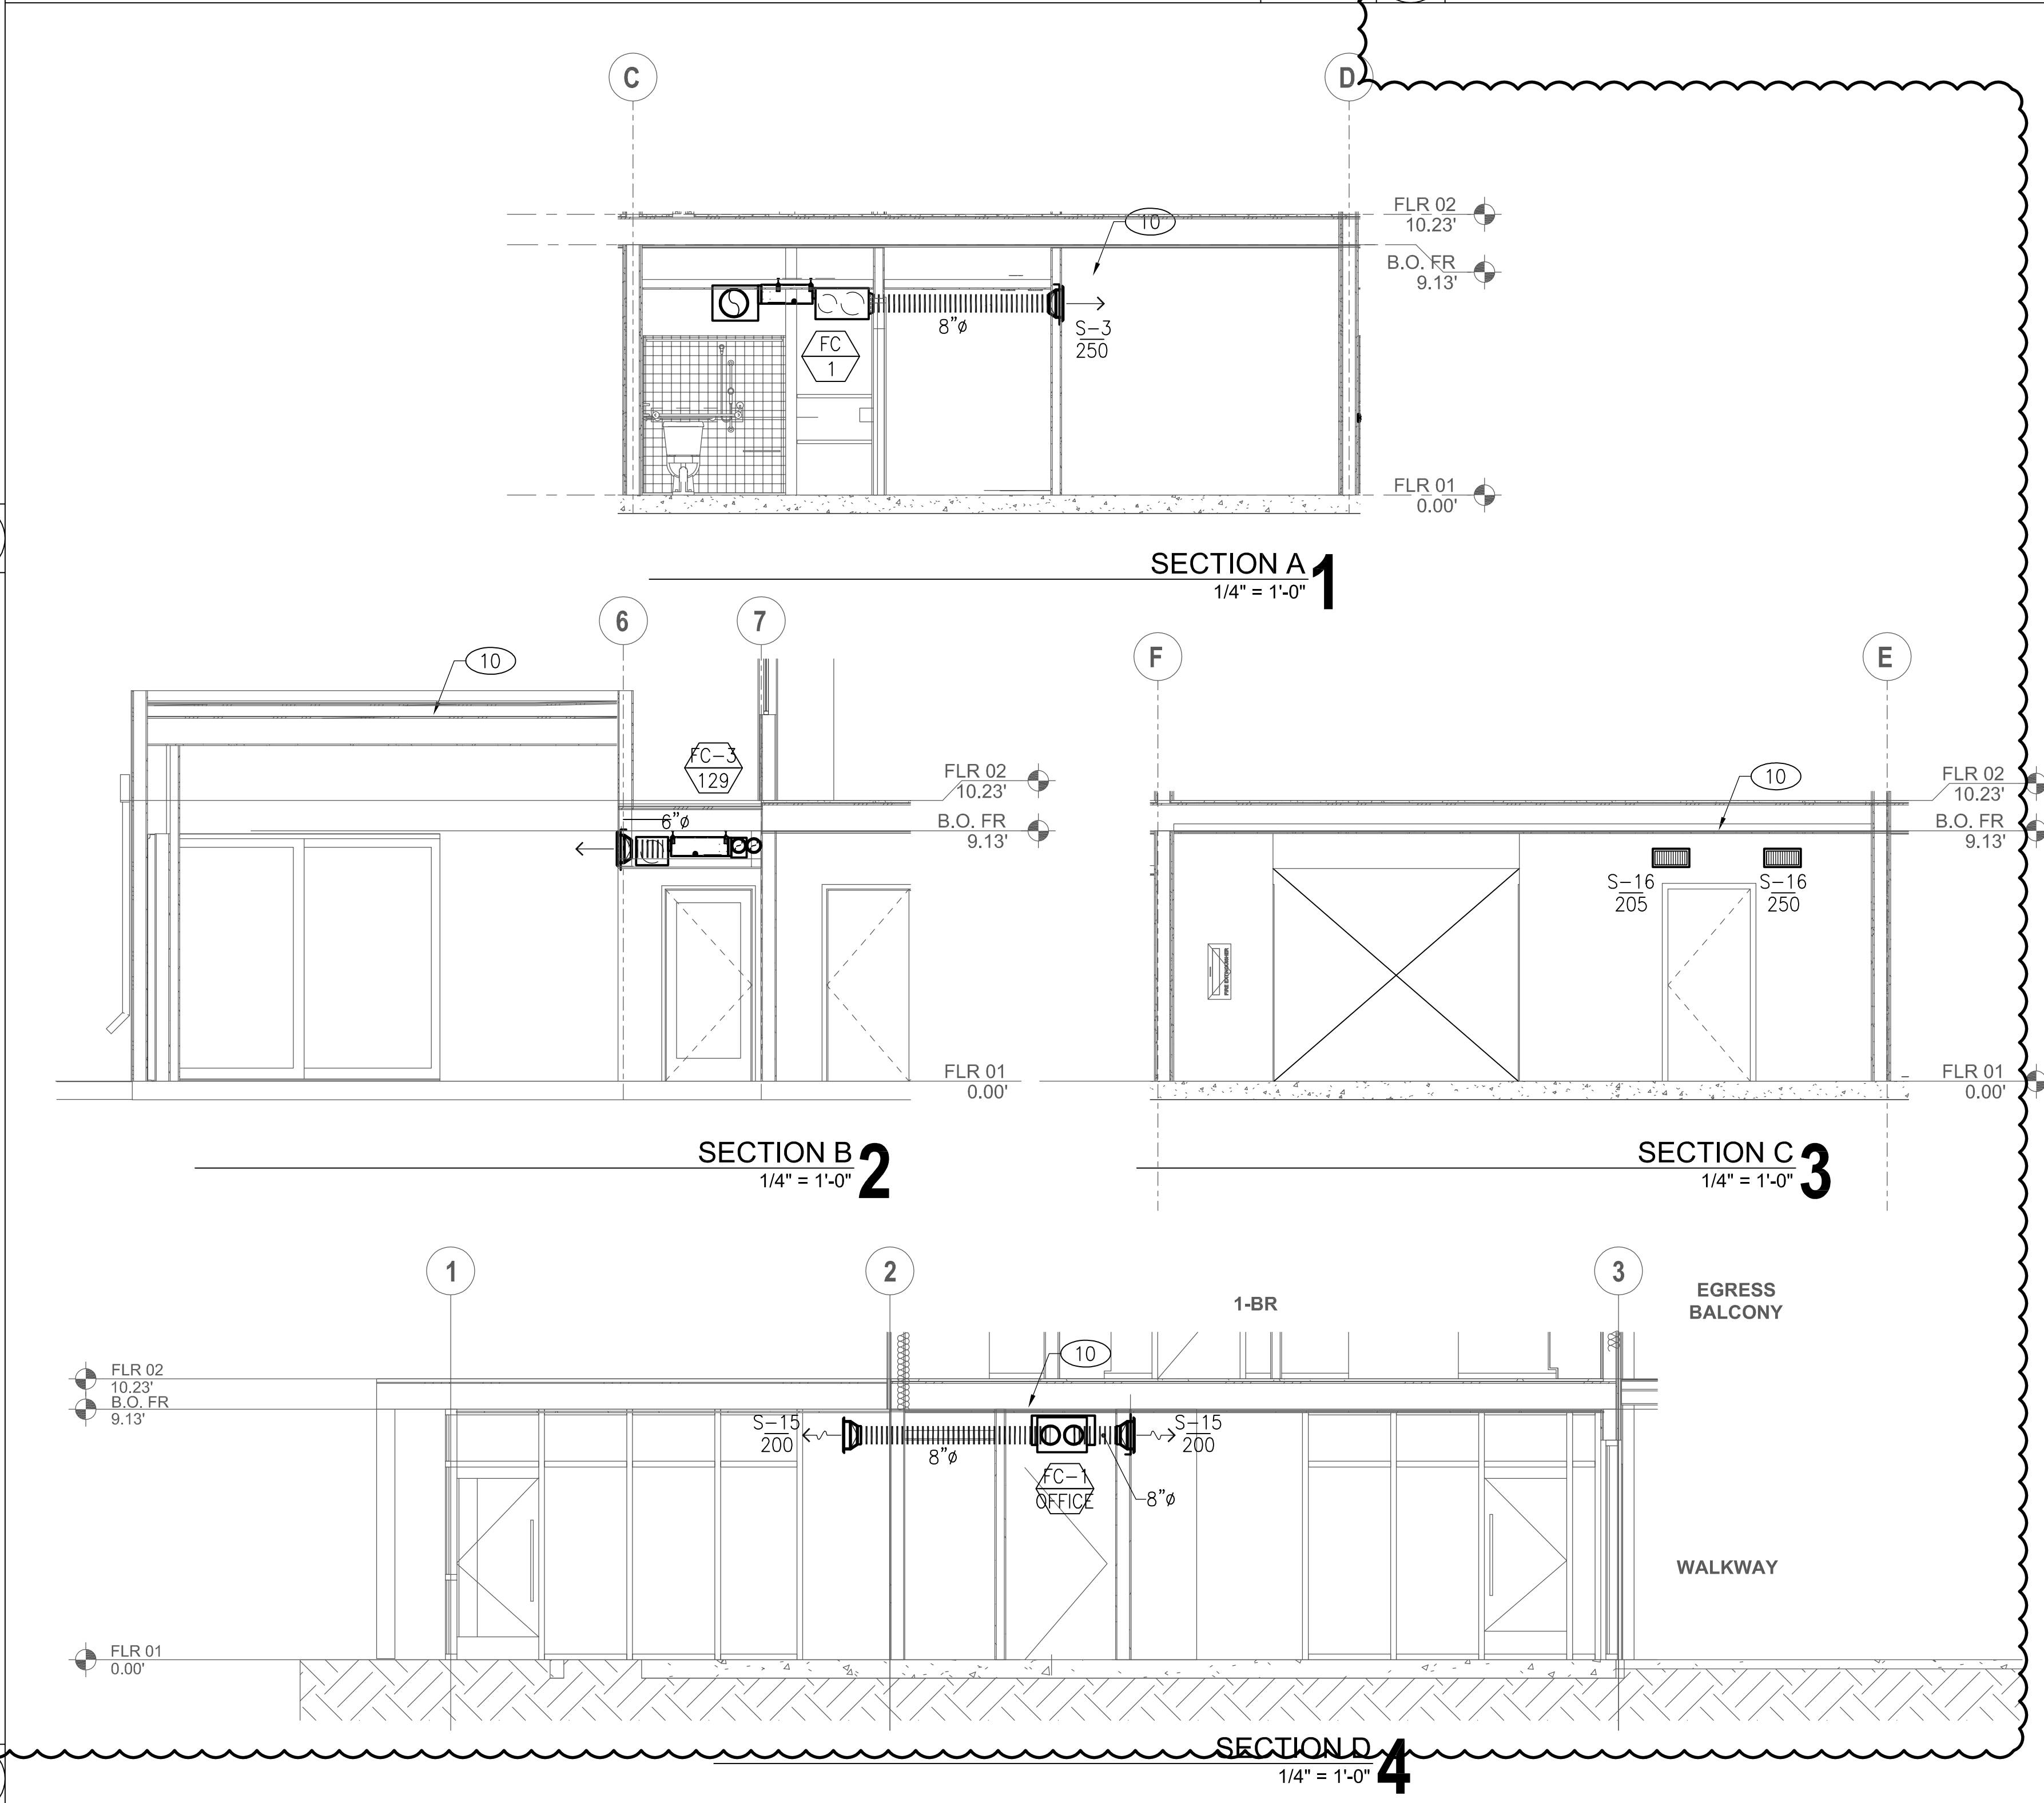 C
D
FLR 02
10.23'
10
B.O. FR
9.13'
8"ø
S-3
250
FC
1
FLR 01
0.00'
SECTION A
1/4" = 1'-0"
1
6
7
10
FC-3
129
FLR 02
10.23'
6"ø
B.O. FR
9.13'
FLR 01
0.00'
SECTION B
1/4" = 1'-0"
2
F
E
10
FLR 02
10.23'
B.O. FR
9.13'
S-16
205
S-16
250
FIRE EXTINGUISHER
FLR 01
0.00'
SECTION C
1/4" = 1'-0"
3
1
2
3
1-BR
EGRESS
BALCONY
10
FLR 02
10.23'
B.O. FR
9.13'
S-15
200
8"ø
S-15
200
FC-1
OFFICE
8"ø
WALKWAY
FLR 01
0.00'
SECTION D
1/4" = 1'-0"
4